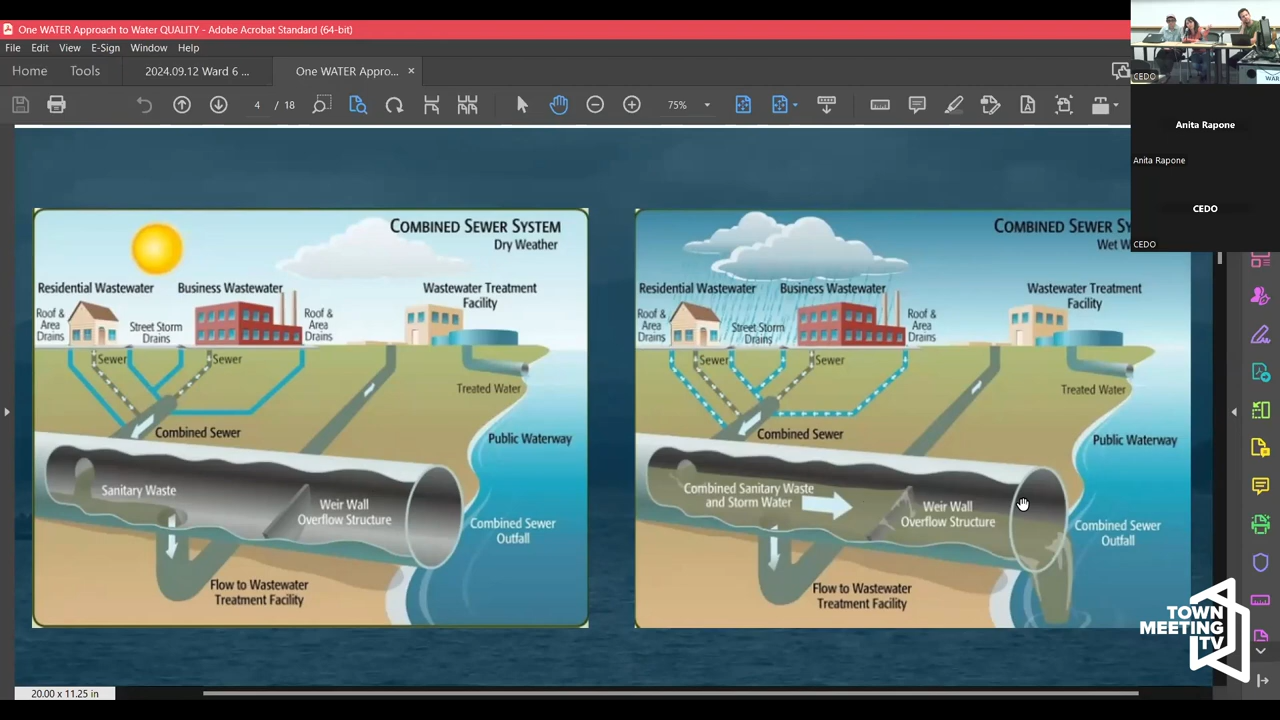 One WATER Approach to Water QUALITY - Adobe Acrobat Standard (64-bit)
File Edit View E-Sign Window Help
Home Tools 2024.09.12 Ward 6 ... One WATER Appro... ×
4 / 18 75%
CEDO
WAR
Anita Rapone
Anita Rapone
CEDO
CEDO
COMBINED SEWER SYSTEM
Dry Weather
Residential Wastewater
Business Wastewater
Wastewater Treatment
Facility
Roof &
Area
Drains
Street Storm
Drains
Roof &
Area
Drains
Sewer
Sewer
Treated Water
Combined Sewer
Public Waterway
Sanitary Waste
Weir Wall
Overflow Structure
Combined Sewer
Outfall
Flow to Wastewater
Treatment Facility
COMBINED SEWER SY
Wet W
Residential Wastewater
Business Wastewater
Wastewater Treatment
Facility
Roof &
Area
Drains
Street Storm
Drains
Roof &
Area
Drains
Sewer
Sewer
Treated Water
Combined Sewer
Public Waterway
Combined Sanitary Waste
and Storm Water
Weir Wall
Overflow Structure
Combined Sewer
Outfall
Flow to Wastewater
Treatment Facility
TOWN
MEETING
TV
20.00 x 11.25 in